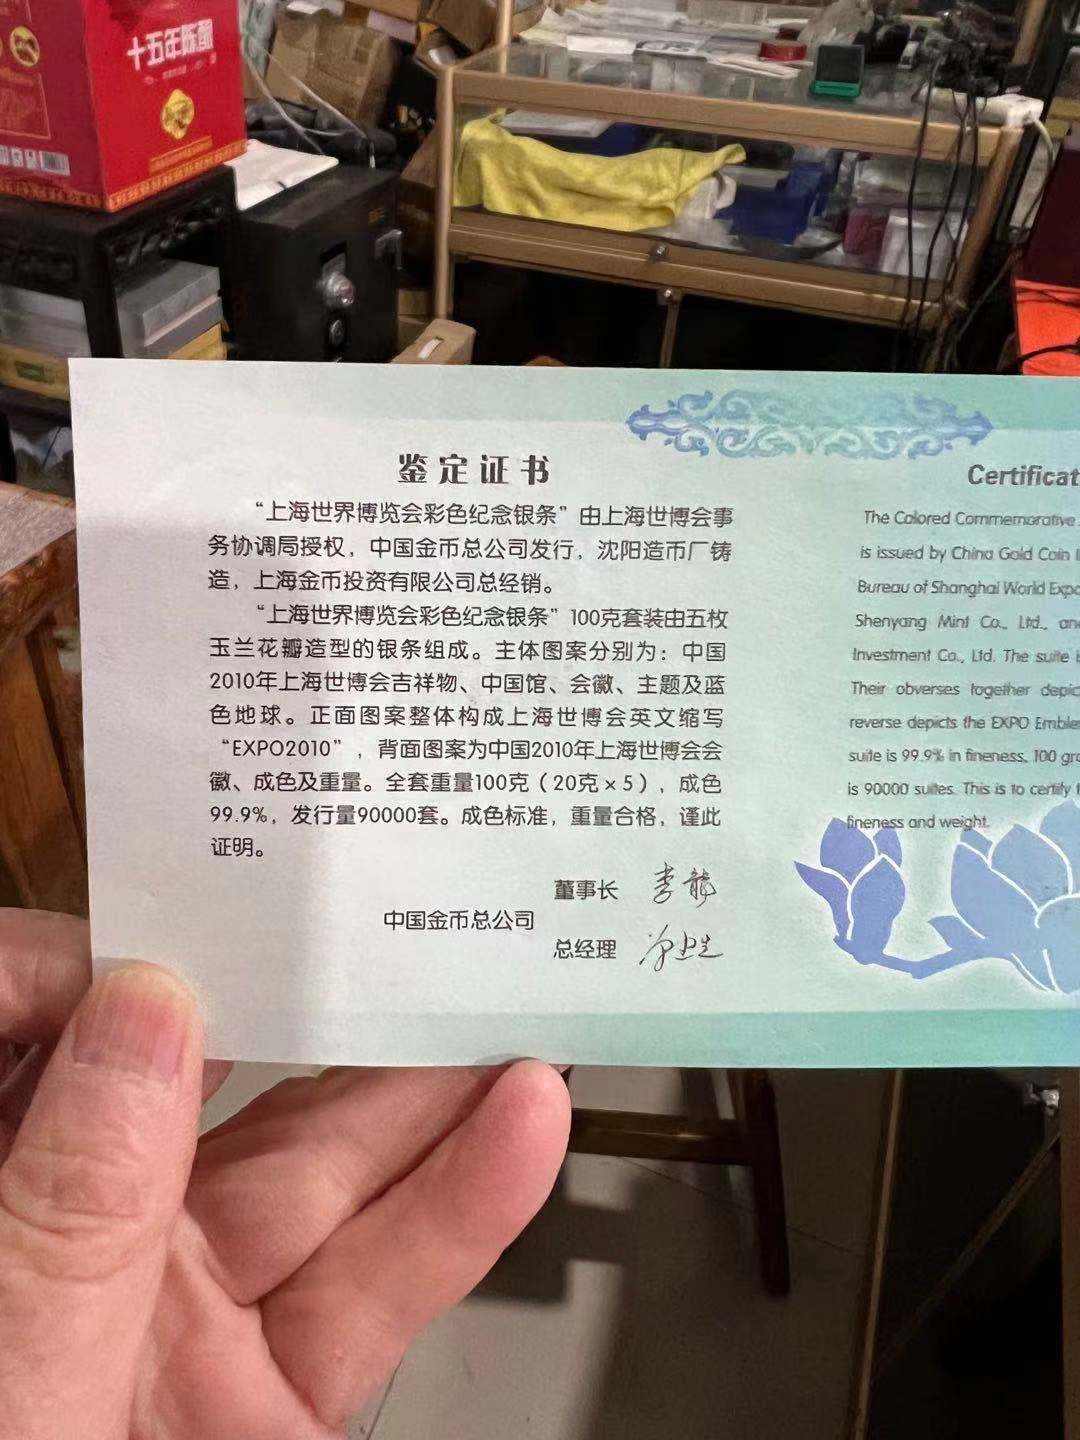 十五年陈酿
鉴定证书
“上海世界博览会彩色纪念银条”由上海世博会事
务协调局授权，中国金币总公司发行，沈阳造币厂铸
造，上海金币投资有限公司总经销。
“上海世界博览会彩色纪念银条”100克套装由五枚
玉兰花瓣造型的银条组成。主体图案分别为：中国
2010年上海世博会吉祥物、中国馆、会徽、主题及蓝
色地球。正面图案整体构成上海世博会英文缩写
“EXPO2010”，背面图案为中国2010年上海世博会会
徽、成色及重量。全套重量100克（20克×5），成色
99.9%，发行量90000套。成色标准，重量合格，谨此
证明。
董事长
中国金币总公司
总经理
Certificat
The Colored Commemorative
is issued by China Gold Coin I
Bureau of Shanghai World Expo
Shenyang Mint Co., Ltd., and
Investment Co., Ltd. The suite i
Their obverses together depic
reverse depicts the EXPO Emble
suite is 99.9% in fineness, 100 gr
is 90000 suites. This is to certify t
fineness and weight.